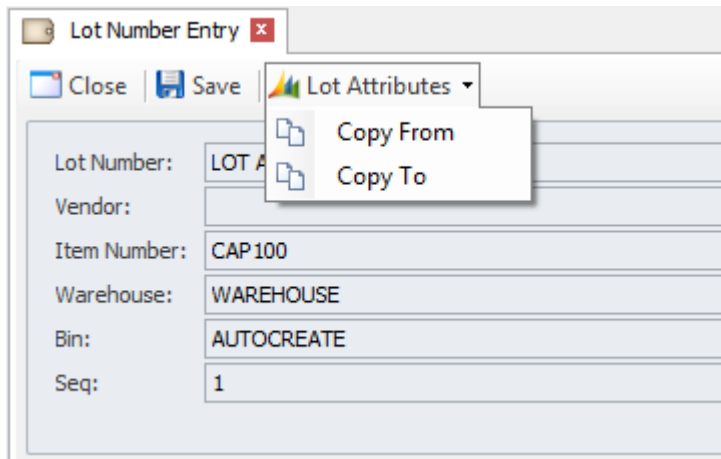 Lot Number Entry
Close Save Lot Attributes
Copy From
Copy To
Lot Number: LOT
Vendor:
Item Number: CAP100
Warehouse: WAREHOUSE
Bin: AUTOCREATE
Seq: 1